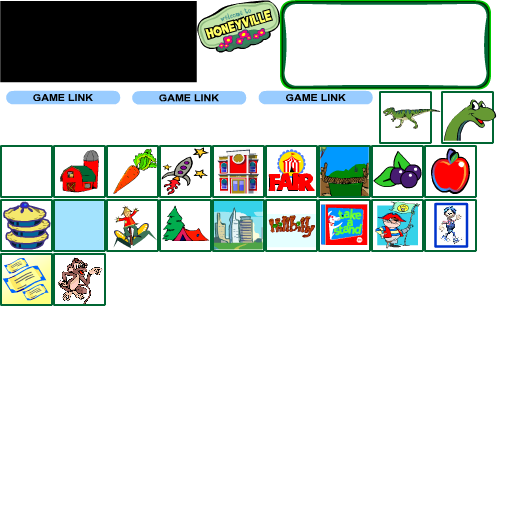 welcome to
HONEYVILLE
GAME LINK
GAME LINK
GAME LINK
FAIR
Hillbilly
take
a
stand